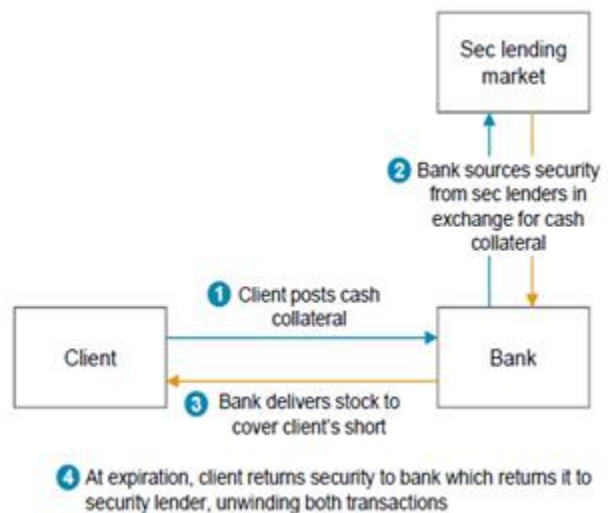 Sec lending
market
2 Bank sources security
from sec lenders in
exchange for cash
collateral
1 Client posts cash
collateral
Client
Bank
3 Bank delivers stock to
cover client's short
4 At expiration, client returns security to bank which returns it to
security lender, unwinding both transactions